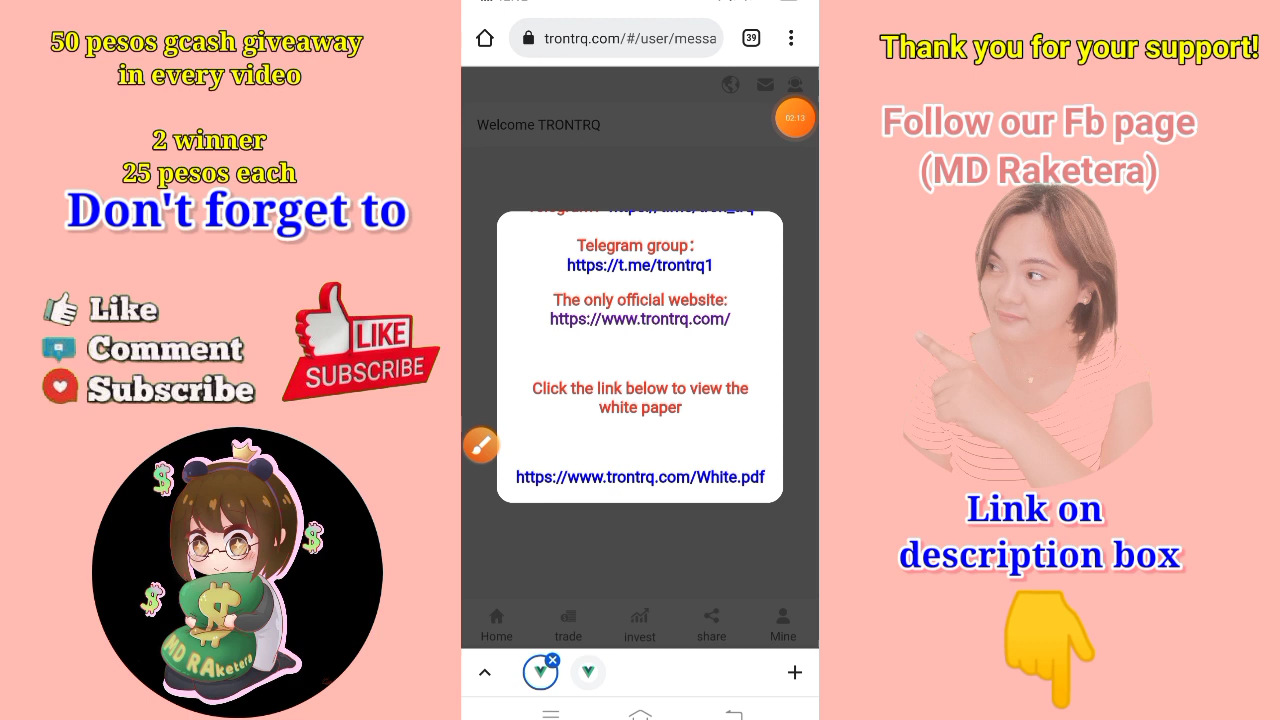 50 pesos gcash giveaway
in every video
2 winner
25 pesos each
Don't forget to
Like
Comment
Subscribe
LIKE
SUBSCRIBE
MD RAketera
trontrq.com/#/user/messa
39
Welcome TRONTRQ
02:13
Telegram group：
https://t.me/trontrq1
The only official website:
https://www.trontrq.com/
Click the link below to view the
white paper
https://www.trontrq.com/White.pdf
Home
trade
invest
share
Mine
Thank you for your support!
Follow our Fb page
(MD Raketera)
Link on
description box